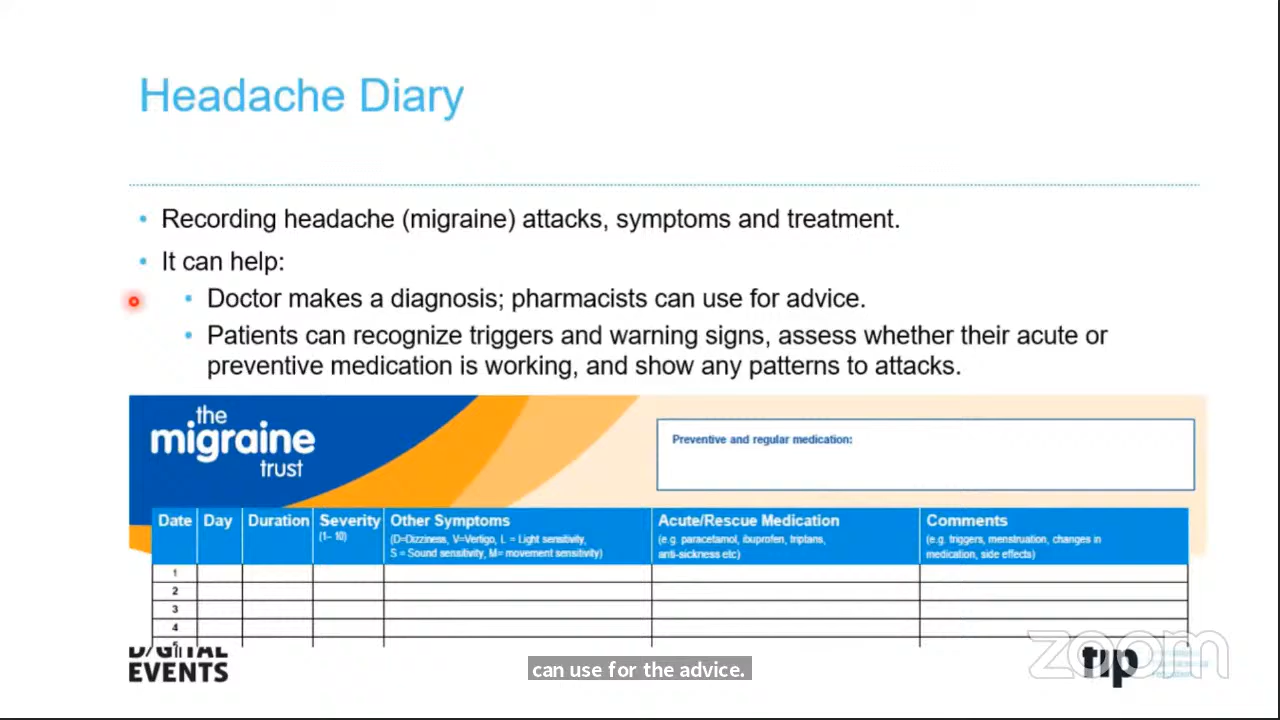 Headache Diary
• Recording headache (migraine) attacks, symptoms and treatment.
• It can help:
• Doctor makes a diagnosis; pharmacists can use for advice.
• Patients can recognize triggers and warning signs, assess whether their acute or
preventive medication is working, and show any patterns to attacks.
the
migraine
trust
Preventive and regular medication:
Date Day Duration Severity Other Symptoms Acute/Rescue Medication Comments
(1– 10) (D=Dizziness, V=Vertigo, L = Light sensitivity, (e.g. paracetamol, ibuprofen, triptans, (e.g. triggers, menstruation, changes in
S = Sound sensitivity, M= movement sensitivity) anti-sickness etc) medication, side effects)
1
2
3
4
DIGITAL
EVENTS
can use for the advice.
tip
zoom